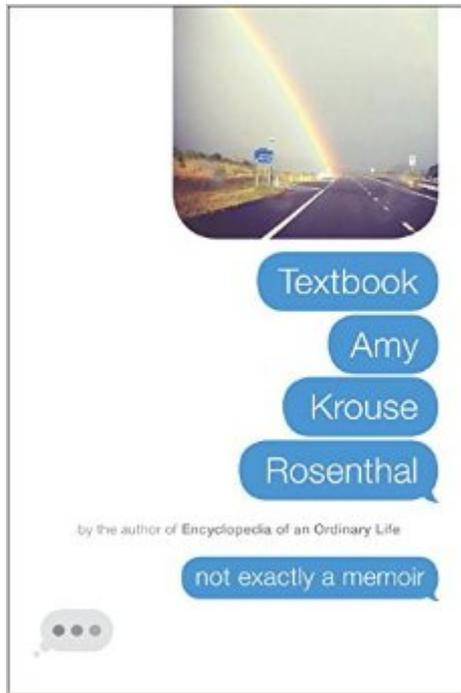 Textbook
Amy
Krouse
Rosenthal
by the author of Encyclopedia of an Ordinary Life
not exactly a memoir